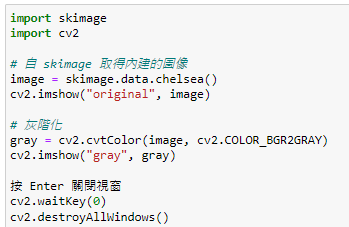 import skimage
import cv2
# 自 skimage 取得內建的圖像
image = skimage.data.chelsea()
cv2.imshow("original", image)
# 灰階化
gray = cv2.cvtColor(image, cv2.COLOR_BGR2GRAY)
cv2.imshow("gray", gray)
按 Enter 關閉視窗
cv2.waitKey(0)
cv2.destroyAllWindows()